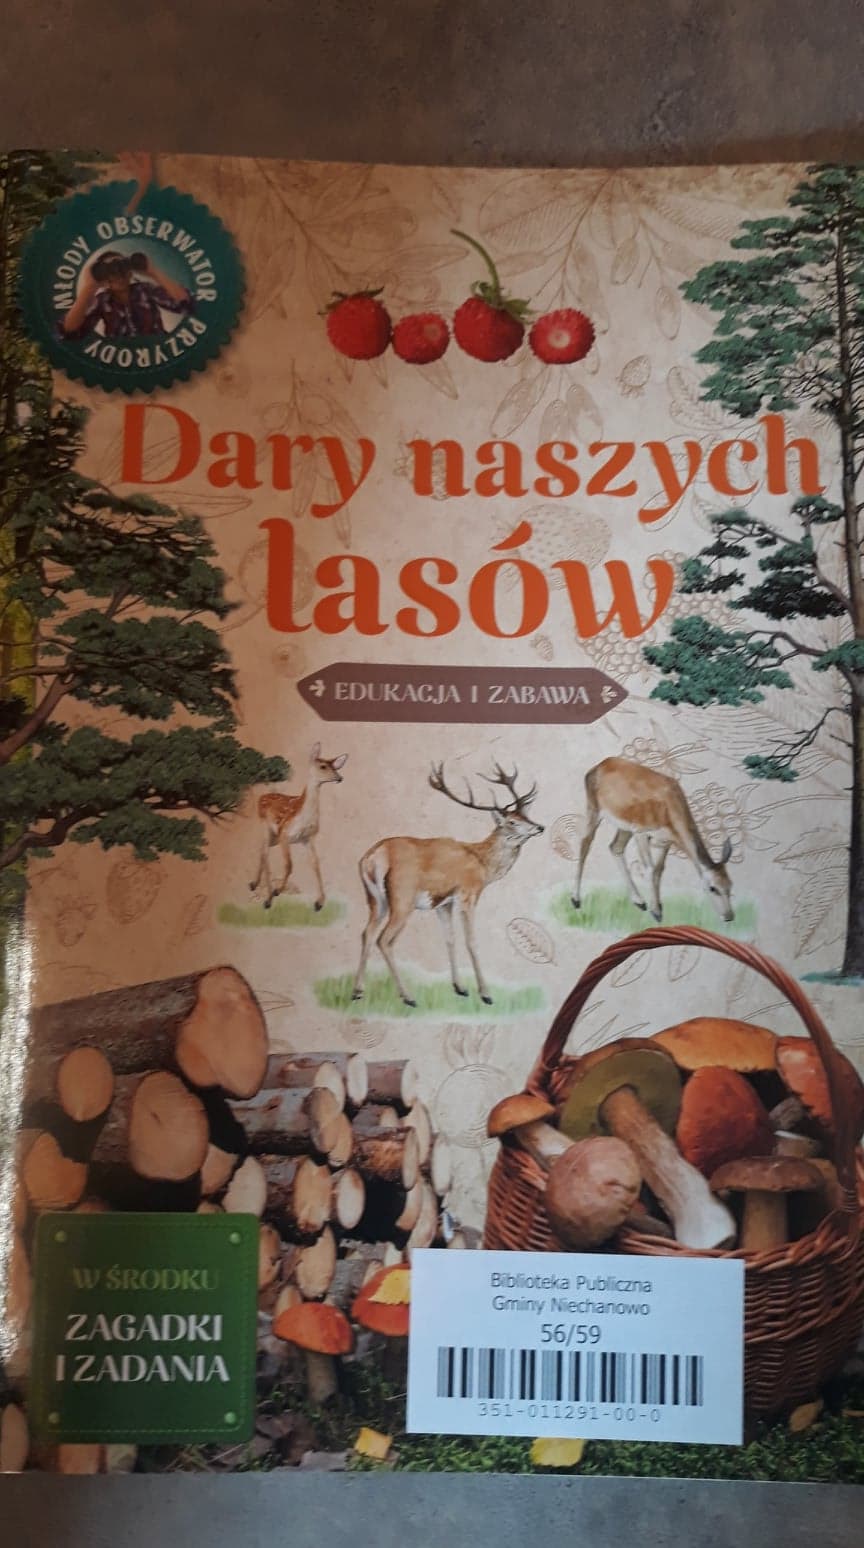 MŁODY OBSERWATOR PRZYRODY
Dary naszych
lasów
EDUKACJA I ZABAWA
W ŚRODKU
ZAGADKI
I ZADANIA
Biblioteka Publiczna
Gminy Niechanowo
56/59
351-011291-00-0